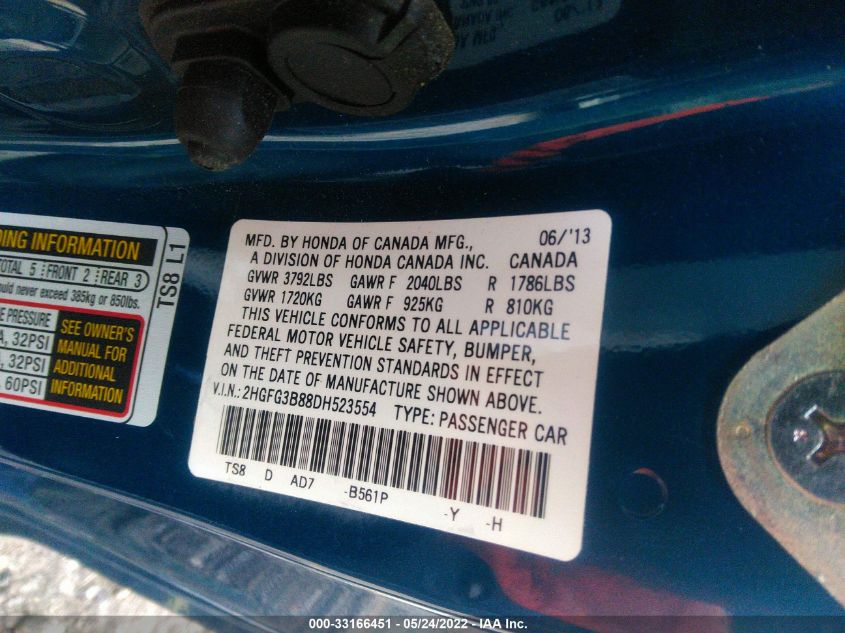 DING INFORMATION
TOTAL 5 FRONT 2 REAR 3
ould never exceed 385kg or 850lbs.
E PRESSURE
A, 32PSI
A, 32PSI
, 60PSI
SEE OWNER'S
MANUAL FOR
ADDITIONAL
INFORMATION
TS8 L1
MFD. BY HONDA OF CANADA MFG., 06/'13
A DIVISION OF HONDA CANADA INC. CANADA
GVWR 3792LBS GAWR F 2040LBS R 1786LBS
GVWR 1720KG GAWR F 925KG R 810KG
THIS VEHICLE CONFORMS TO ALL APPLICABLE
FEDERAL MOTOR VEHICLE SAFETY, BUMPER,
AND THEFT PREVENTION STANDARDS IN EFFECT
ON THE DATE OF MANUFACTURE SHOWN ABOVE.
V.I.N.: 2HGFG3B88DH523554 TYPE: PASSENGER CAR
TS8 D AD7 -B561P -Y -H
000-33166451 - 05/24/2022 - IAA Inc.